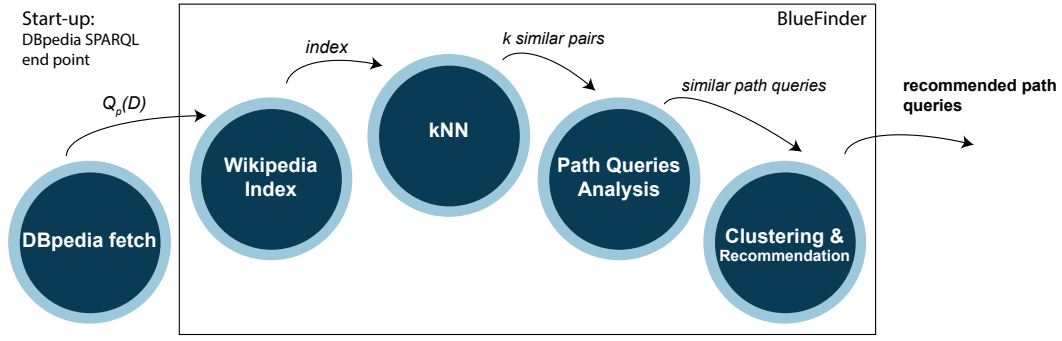 Start-up:
DBpedia SPARQL
end point
BlueFinder
Q_p(D)
index
k similar pairs
similar path queries
recommended path
queries
DBpedia fetch
Wikipedia
Index
kNN
Path Queries
Analysis
Clustering &
Recommendation